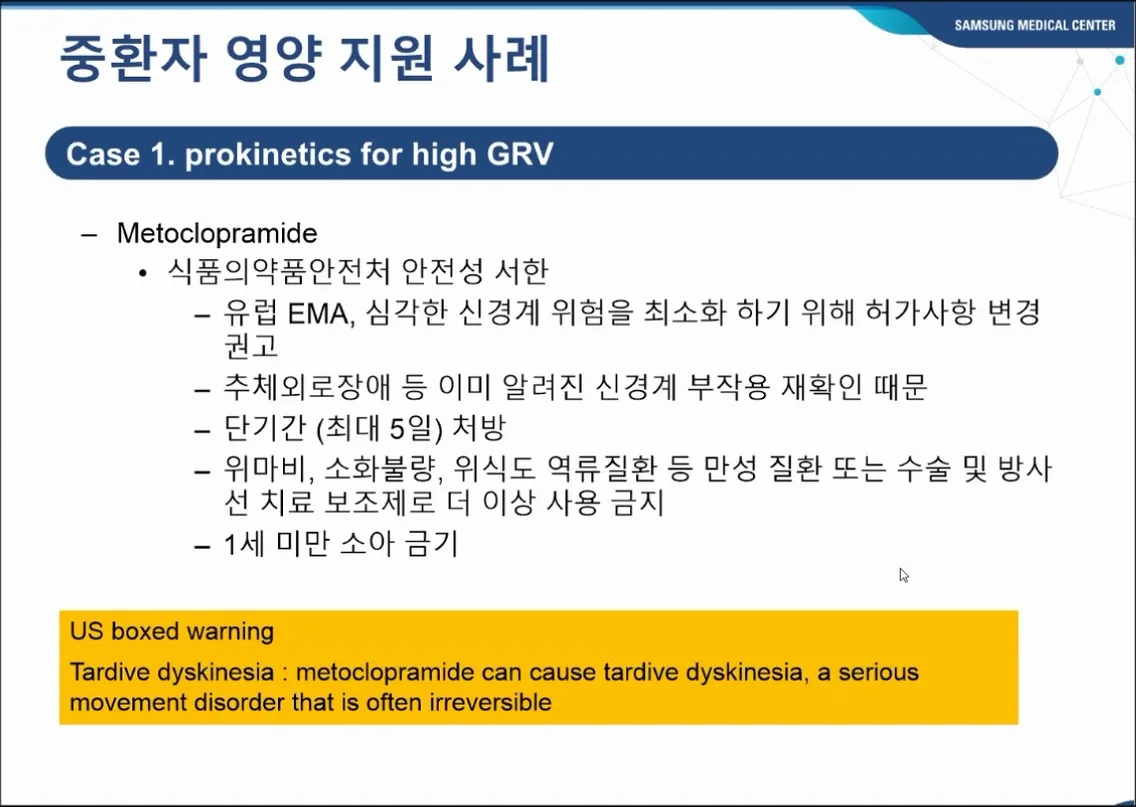 SAMSUNG MEDICAL CENTER
중환자 영양 지원 사례
Case 1. prokinetics for high GRV
– Metoclopramide
• 식품의약품안전처 안전성 서한
– 유럽 EMA, 심각한 신경계 위험을 최소화 하기 위해 허가사항 변경
권고
– 추체외로장애 등 이미 알려진 신경계 부작용 재확인 때문
– 단기간 (최대 5일) 처방
– 위마비, 소화불량, 위식도 역류질환 등 만성 질환 또는 수술 및 방사
선 치료 보조제로 더 이상 사용 금지
– 1세 미만 소아 금기
US boxed warning
Tardive dyskinesia : metoclopramide can cause tardive dyskinesia, a serious
movement disorder that is often irreversible